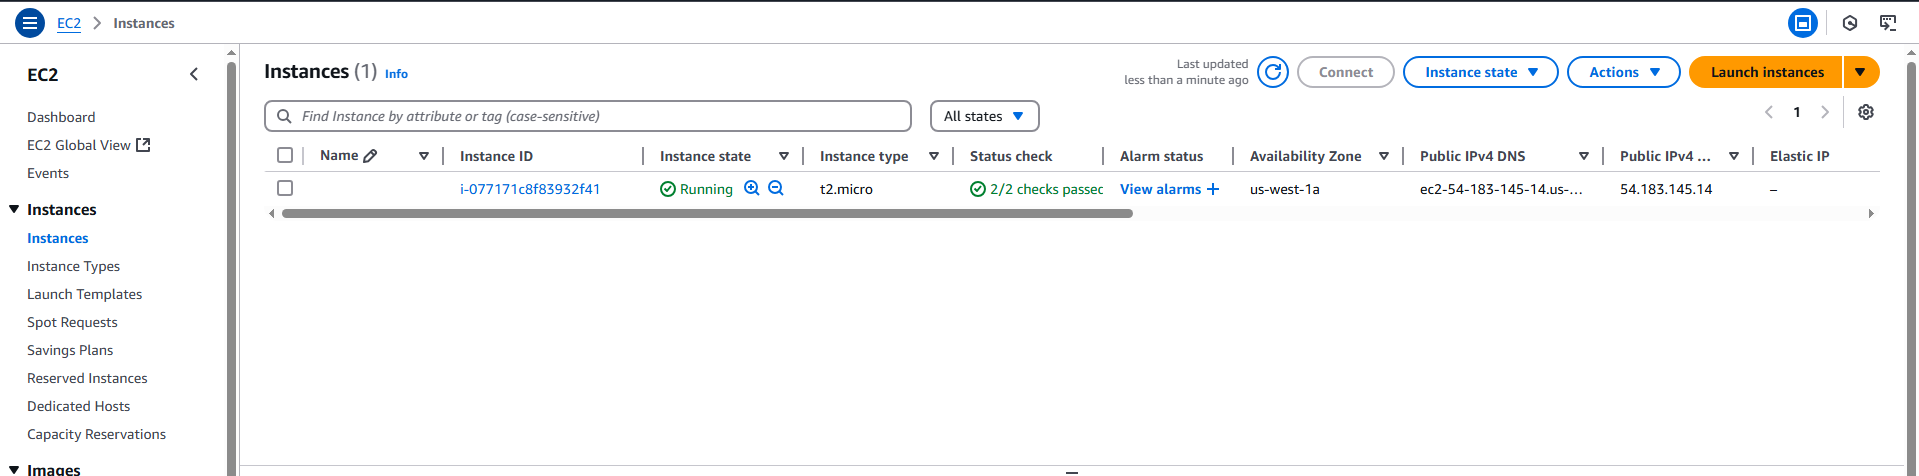 EC2 Instances
EC2
Dashboard
EC2 Global View
Events
Instances
Instances
Instance Types
Launch Templates
Spot Requests
Savings Plans
Reserved Instances
Dedicated Hosts
Capacity Reservations
Images
Instances (1) Info
Last updated
less than a minute ago
Connect
Instance state
Actions
Launch instances
Find Instance by attribute or tag (case-sensitive)
All states
1
Name Instance ID Instance state Instance type Status check Alarm status Availability Zone Public IPv4 DNS Public IPv4 ... Elastic IP
i-077171c8f83932f41 Running t2.micro 2/2 checks passed View alarms + us-west-1a ec2-54-183-145-14.us-... 54.183.145.14 –